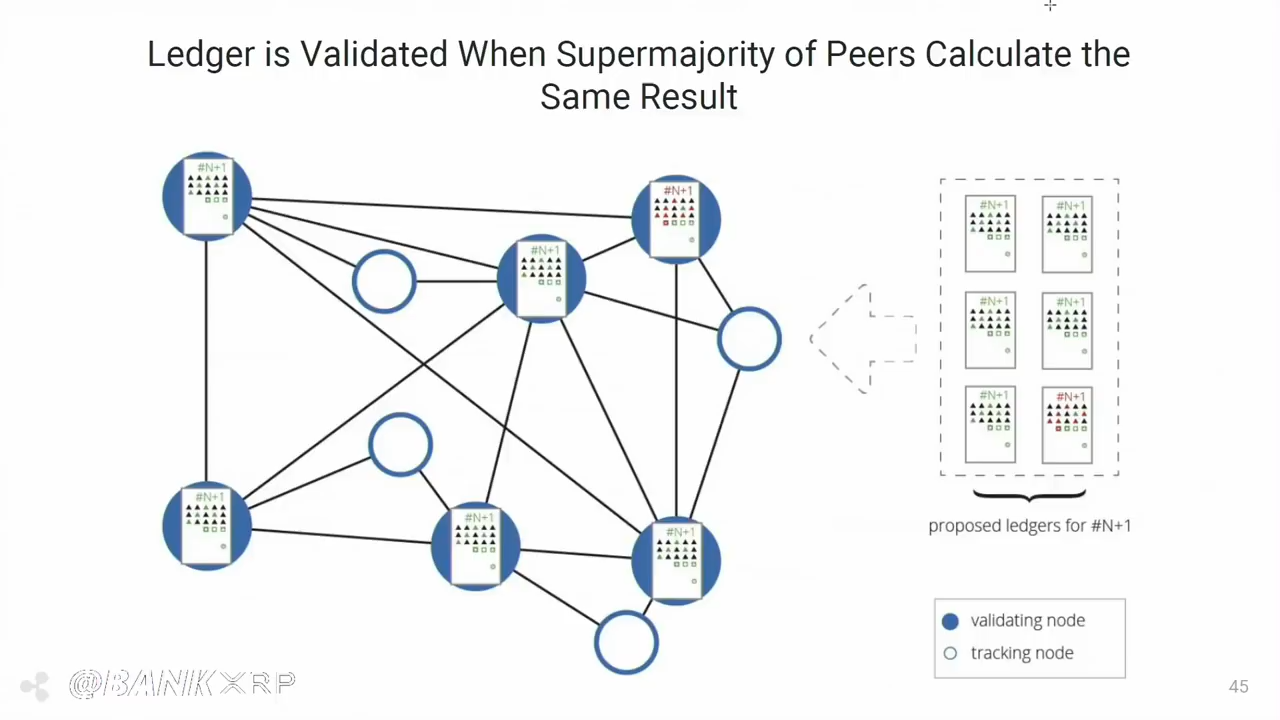 Ledger is Validated When Supermajority of Peers Calculate the
Same Result
#N+1
#N+1
#N+1
#N+1
#N+1
#N+1
#N+1 #N+1
#N+1 #N+1
#N+1 #N+1
proposed ledgers for #N+1
validating node
tracking node
@BANKXRP
45